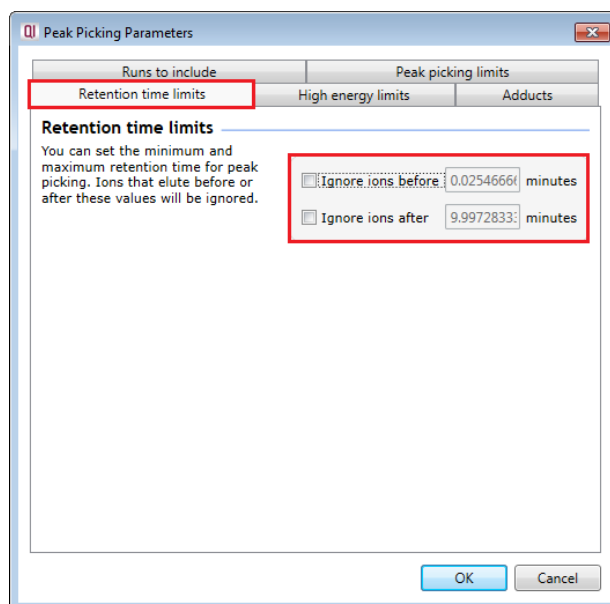 QI Peak Picking Parameters
Runs to include
Peak picking limits
Retention time limits
High energy limits
Adducts
Retention time limits
You can set the minimum and
maximum retention time for peak
picking. Ions that elute before or
after these values will be ignored.
Ignore ions before 0.02546666 minutes
Ignore ions after 9.99728333 minutes
OK
Cancel